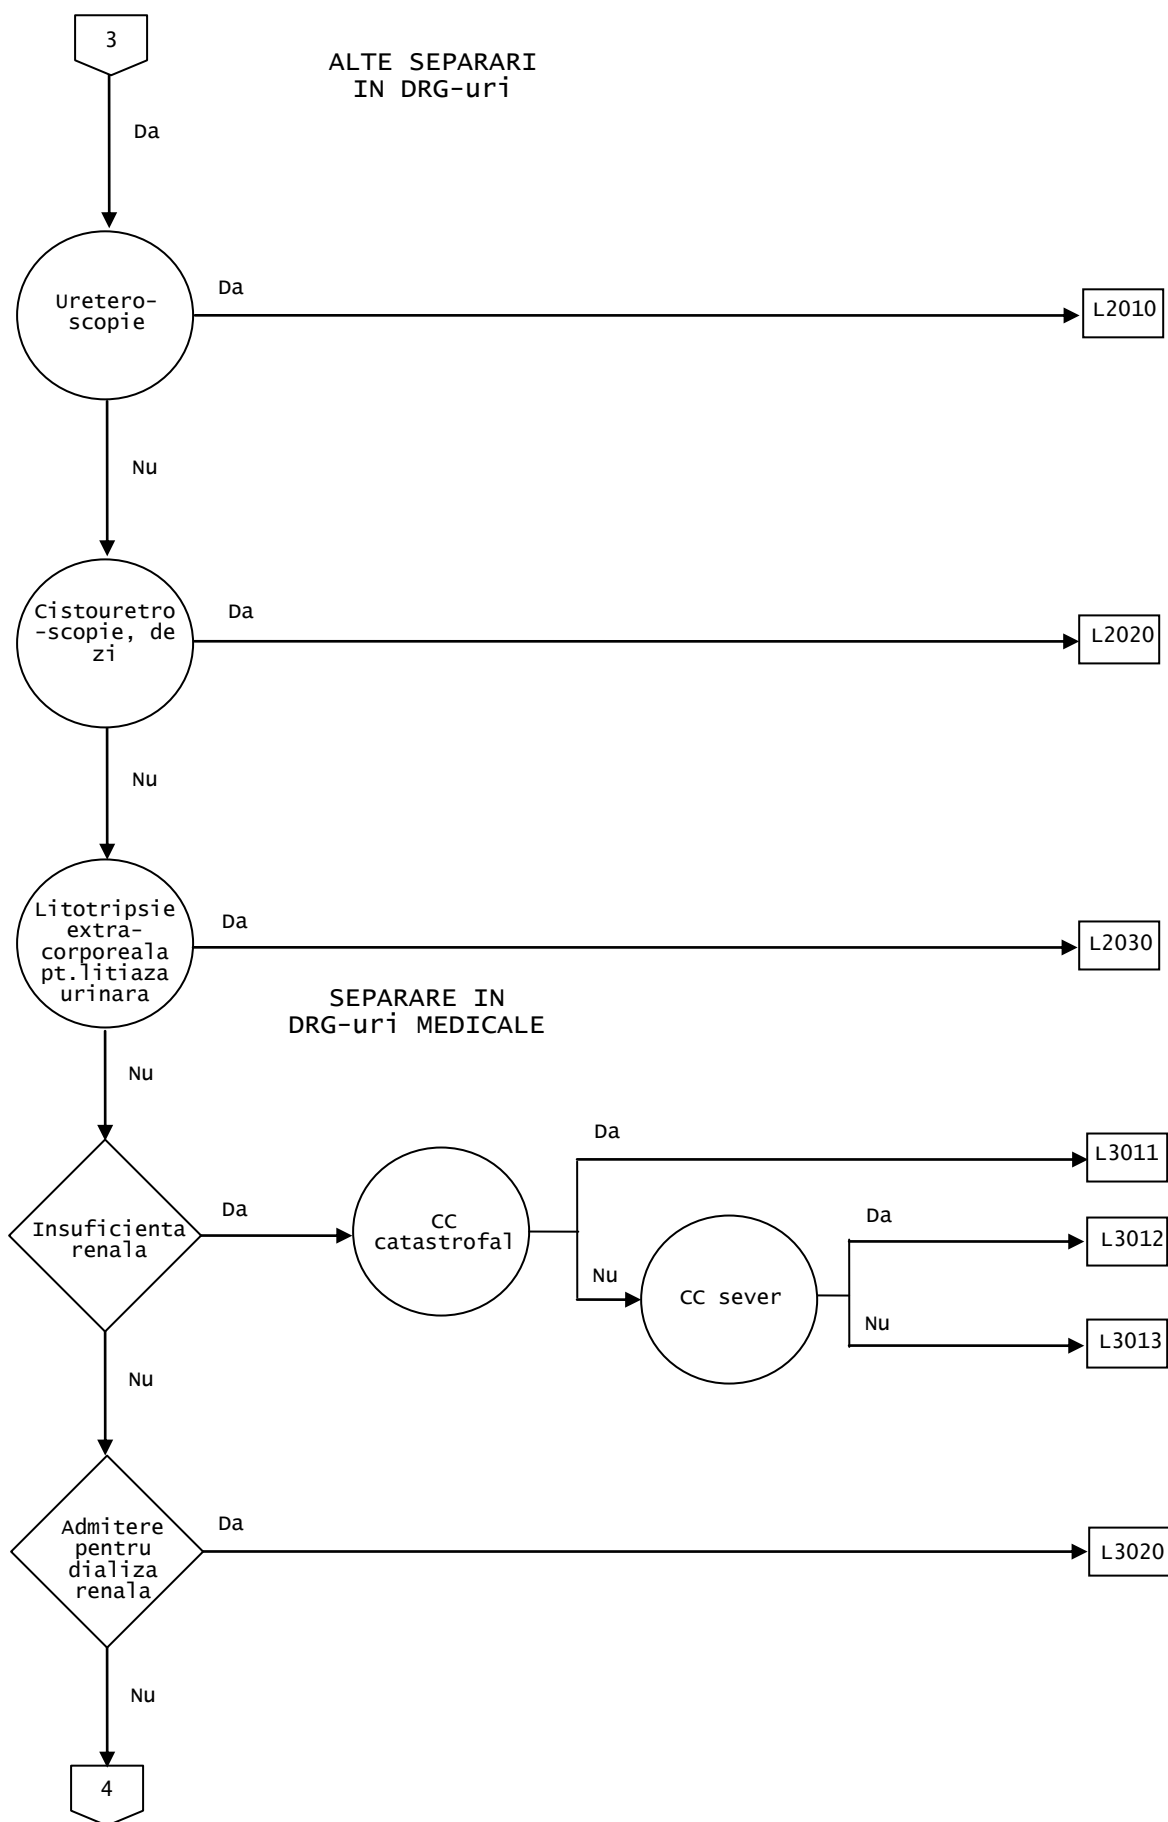 3
ALTE SEPARARI
IN DRG-uri
Da
Uretero-
scopie
Da
L2010
Nu
Cistouretro
-scopie, de
zi
Da
L2020
Nu
Litotripsie
extra-
corporeala
pt.litiaza
urinara
Da
L2030
SEPARARE IN
DRG-uri MEDICALE
Nu
Insuficienta
renala
Da
CC
catastrofal
Da
L3011
Nu
CC sever
Da
L3012
Nu
L3013
Nu
Admitere
pentru
dializa
renala
Da
L3020
Nu
4